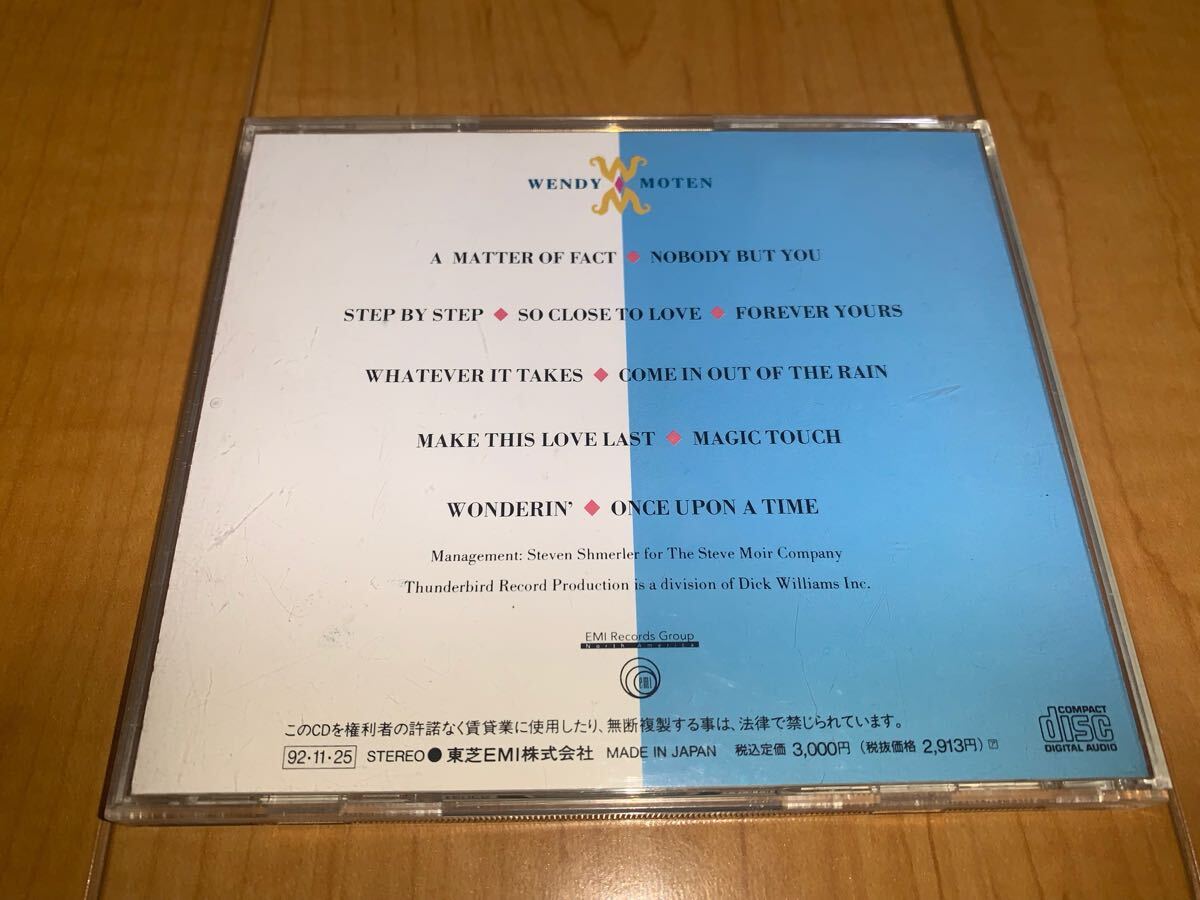 WENDY MOTEN
A MATTER OF FACT ◆ NOBODY BUT YOU
STEP BY STEP ◆ SO CLOSE TO LOVE ◆ FOREVER YOURS
WHATEVER IT TAKES ◆ COME IN OUT OF THE RAIN
MAKE THIS LOVE LAST ◆ MAGIC TOUCH
WONDERIN' ◆ ONCE UPON A TIME
Management: Steven Shmerler for The Steve Moir Company
Thunderbird Record Production is a division of Dick Williams Inc.
EMI Records Group
North America
emi
このCDを権利者の許諾なく賃貸業に使用したり、無断複製する事は、法律で禁じられています。
92・11・25 STEREO ● 東芝EMI株式会社 MADE IN JAPAN 税込定価 3,000円 (税抜価格 2,913円) Ⓟ
COMPACT
disc
DIGITAL AUDIO